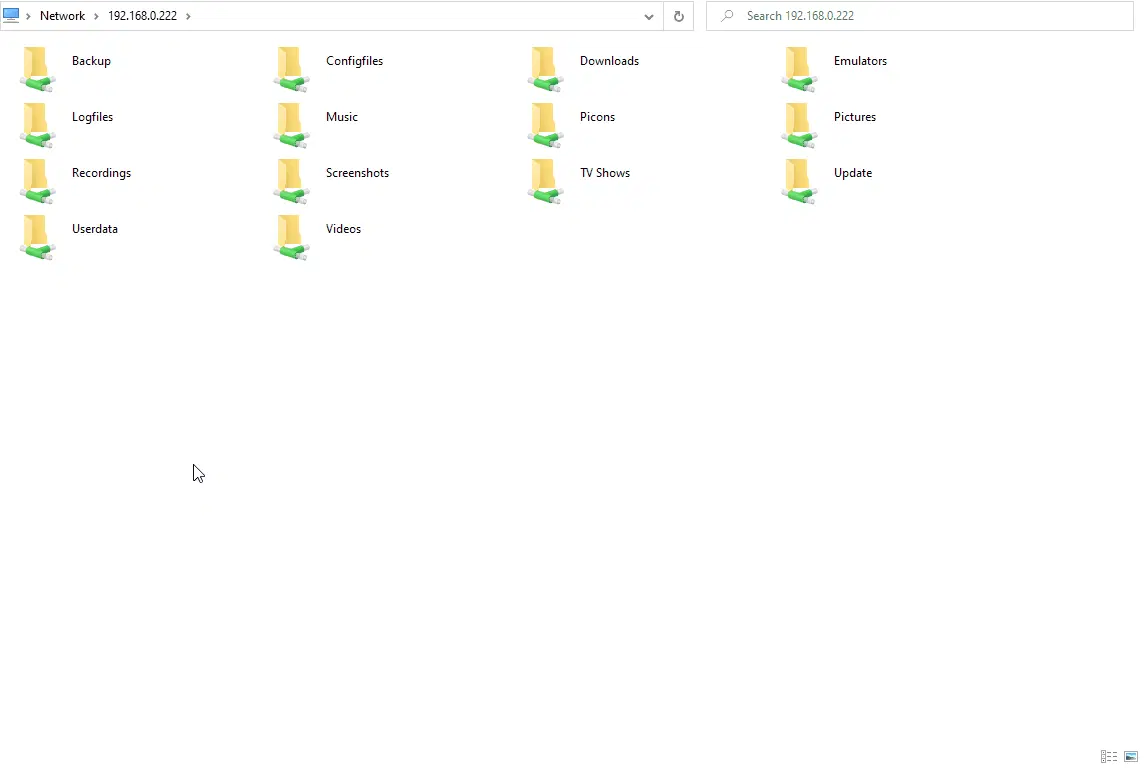 Network > 192.168.0.222 >
Search 192.168.0.222
Backup
Configfiles
Downloads
Emulators
Logfiles
Music
Picons
Pictures
Recordings
Screenshots
TV Shows
Update
Userdata
Videos